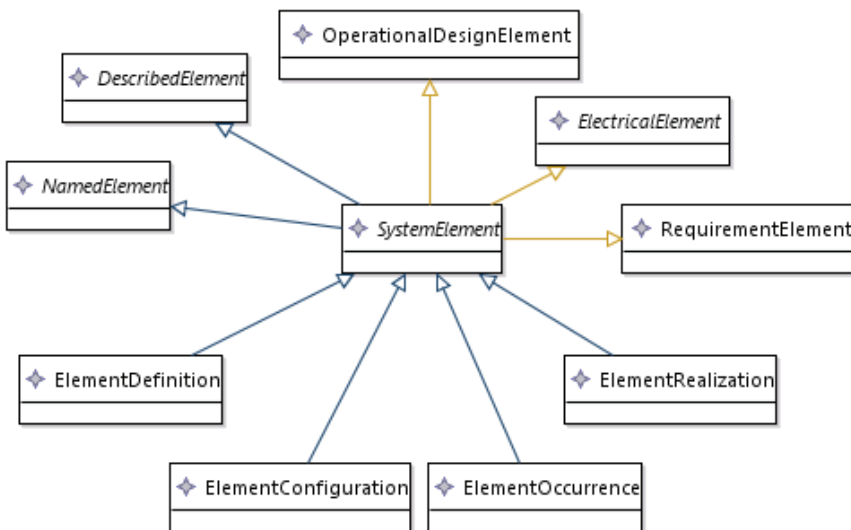 OperationalDesignElement
DescribedElement
ElectricalElement
NamedElement
SystemElement
RequirementElement
ElementDefinition
ElementRealization
ElementConfiguration
ElementOccurrence